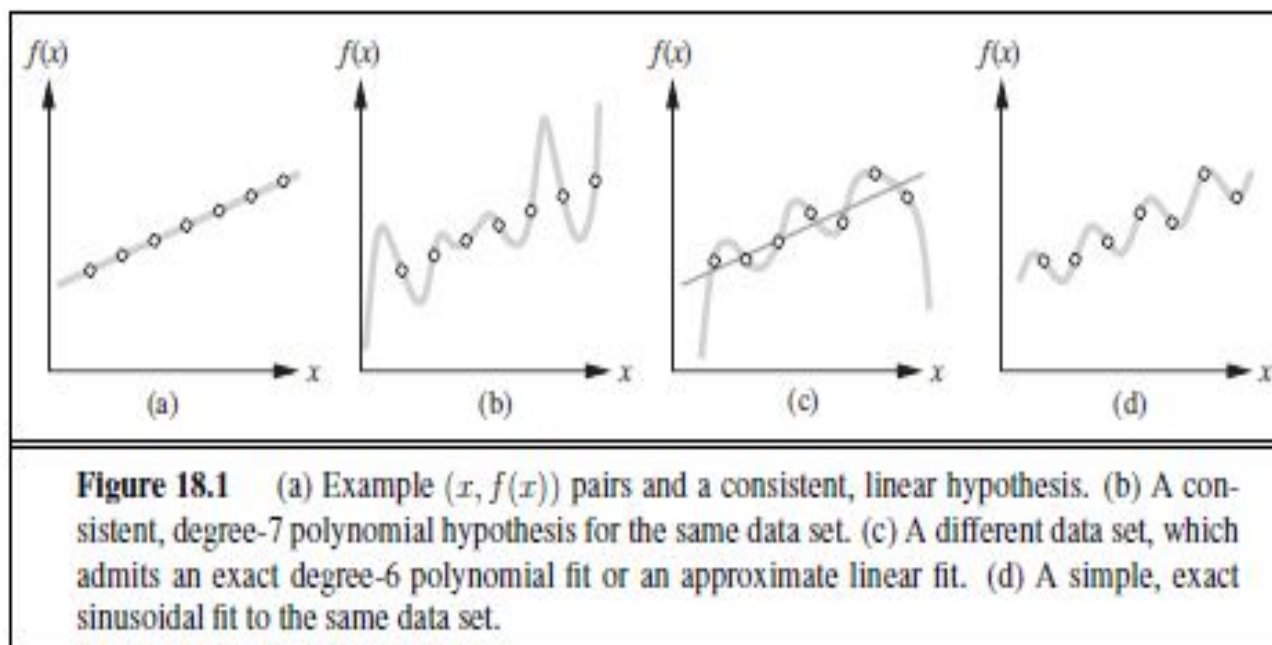 f(x)
f(x)
f(x)
f(x)
x
x
x
x
(a)
(b)
(c)
(d)
Figure 18.1 (a) Example (x, f(x)) pairs and a consistent, linear hypothesis. (b) A con-
sistent, degree-7 polynomial hypothesis for the same data set. (c) A different data set, which
admits an exact degree-6 polynomial fit or an approximate linear fit. (d) A simple, exact
sinusoidal fit to the same data set.